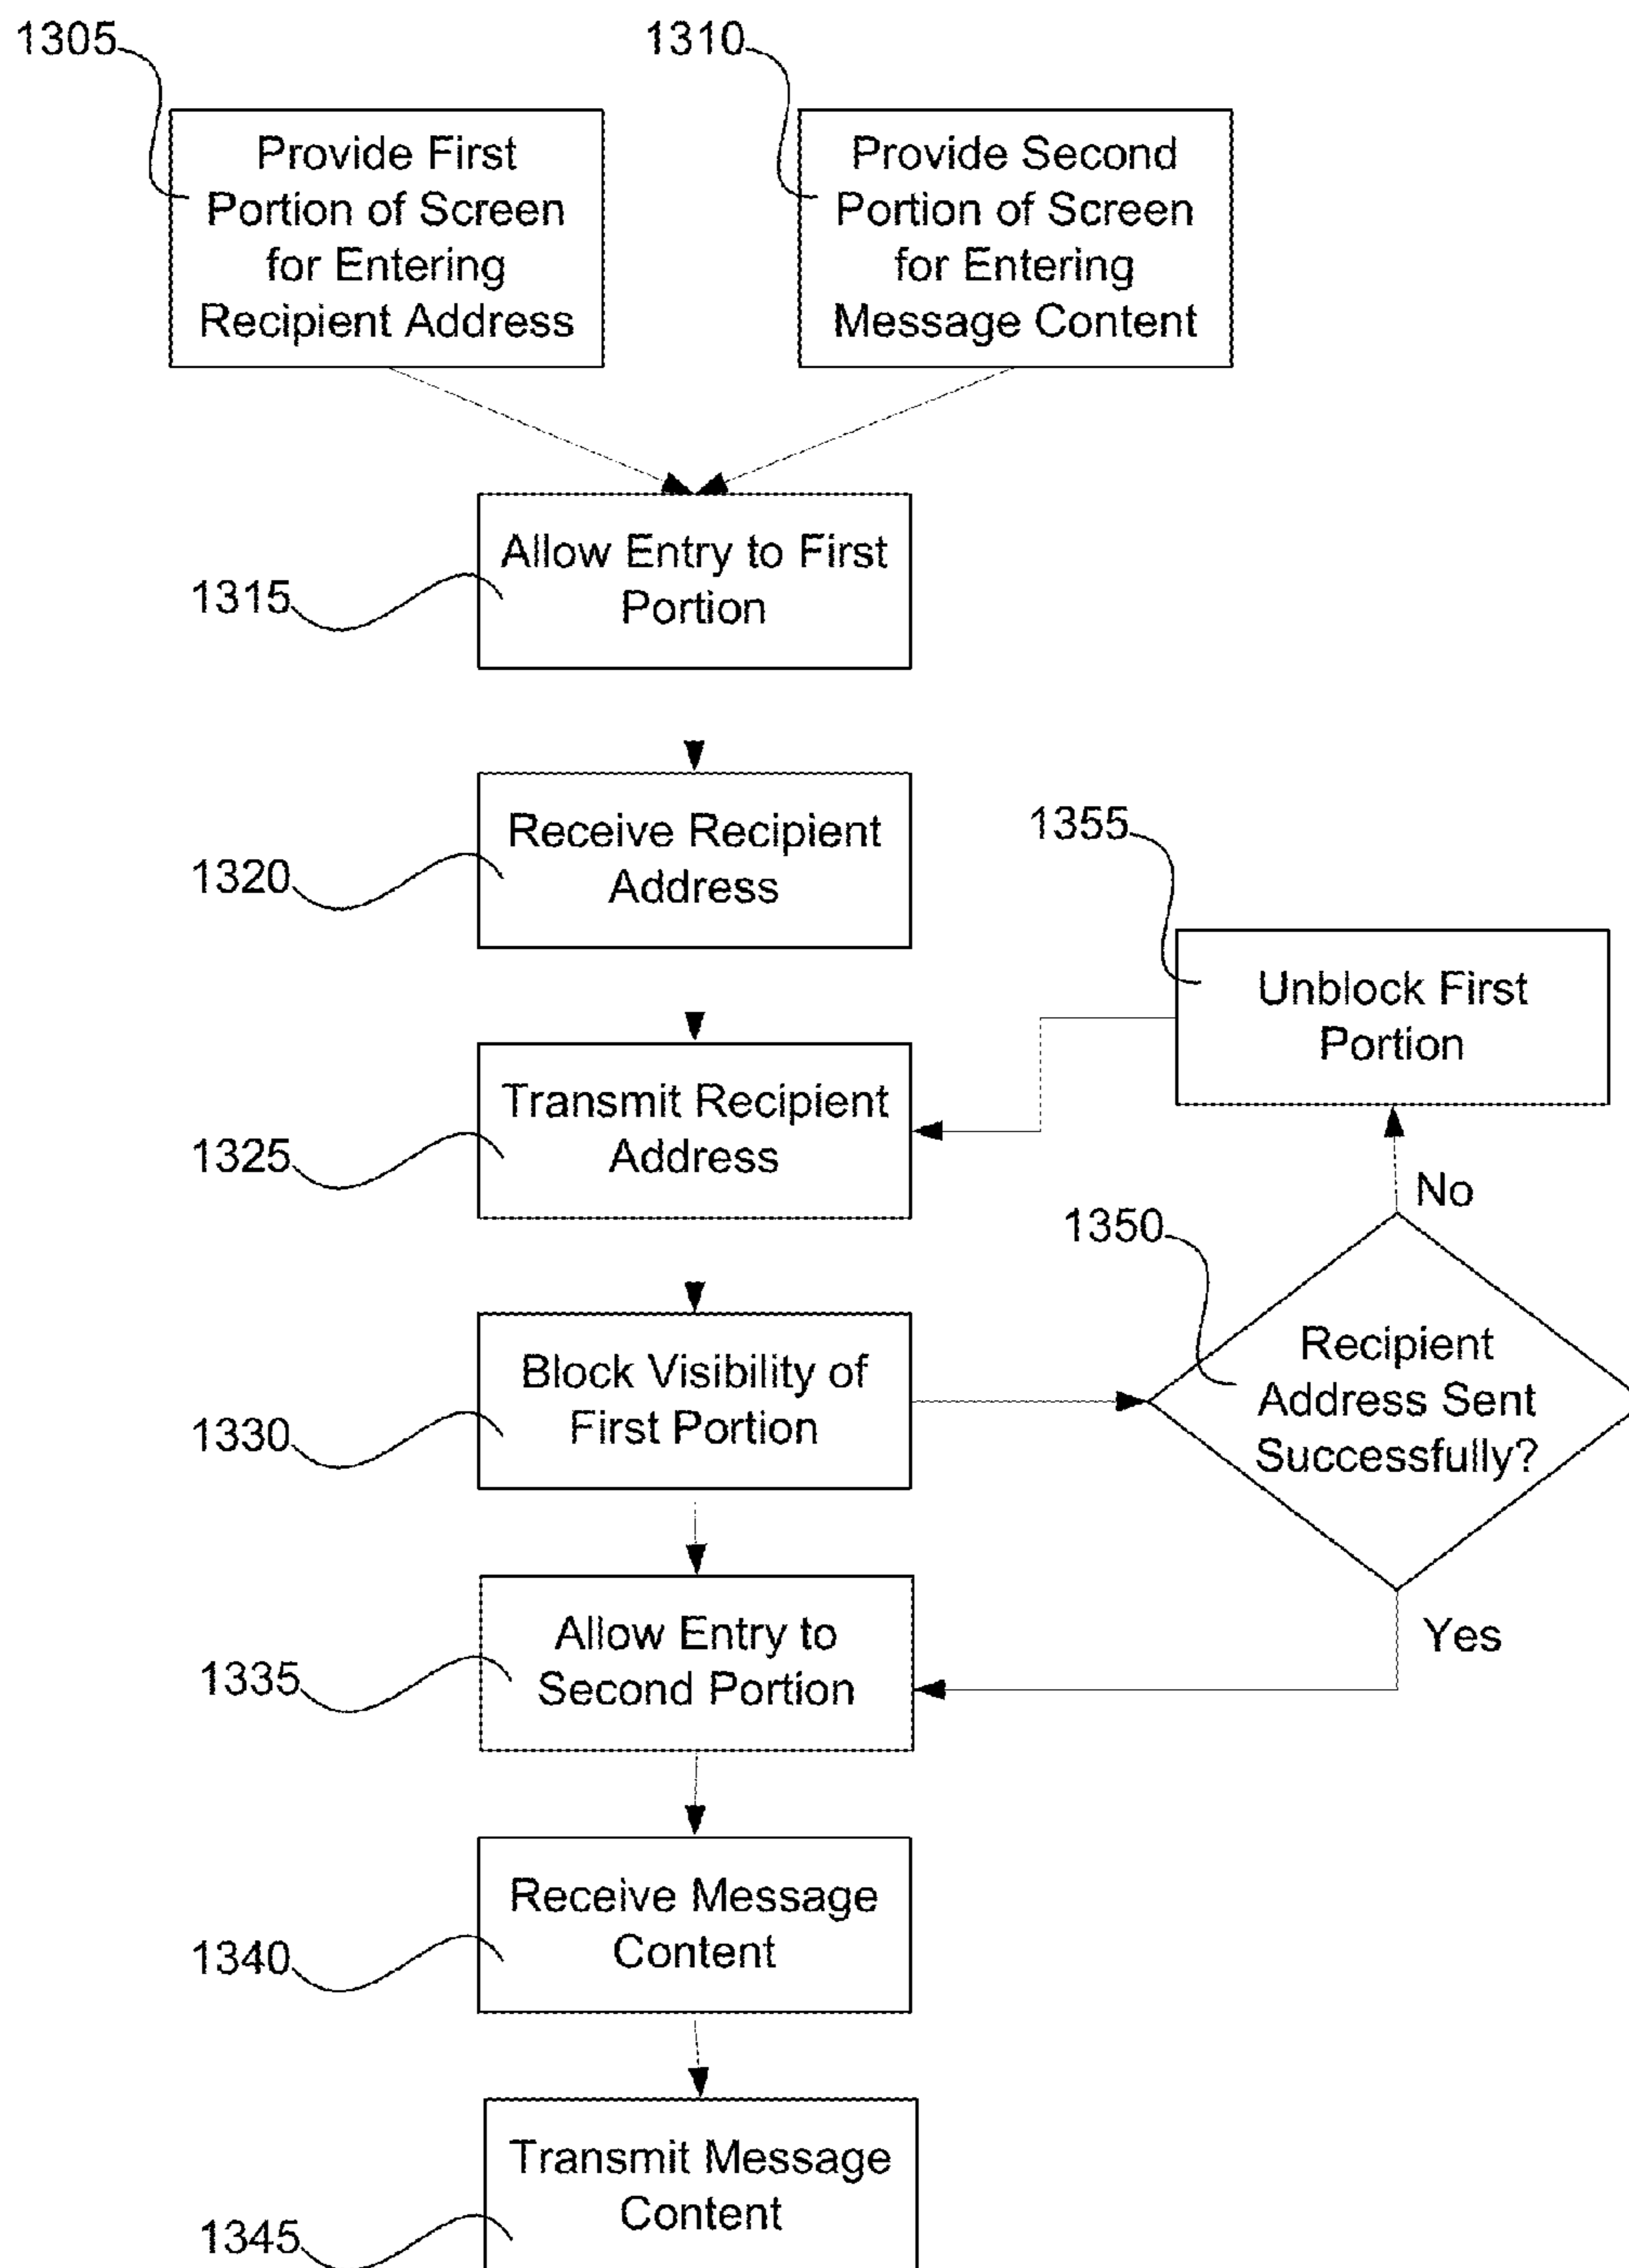 1305
1310
Provide First
Portion of Screen
for Entering
Recipient Address
Provide Second
Portion of Screen
for Entering
Message Content
1315
Allow Entry to First
Portion
1320
Receive Recipient
Address
1355
Unblock First
Portion
1325
Transmit Recipient
Address
No
1350
Recipient
Address Sent
Successfully?
1330
Block Visibility of
First Portion
Yes
1335
Allow Entry to
Second Portion
1340
Receive Message
Content
1345
Transmit Message
Content